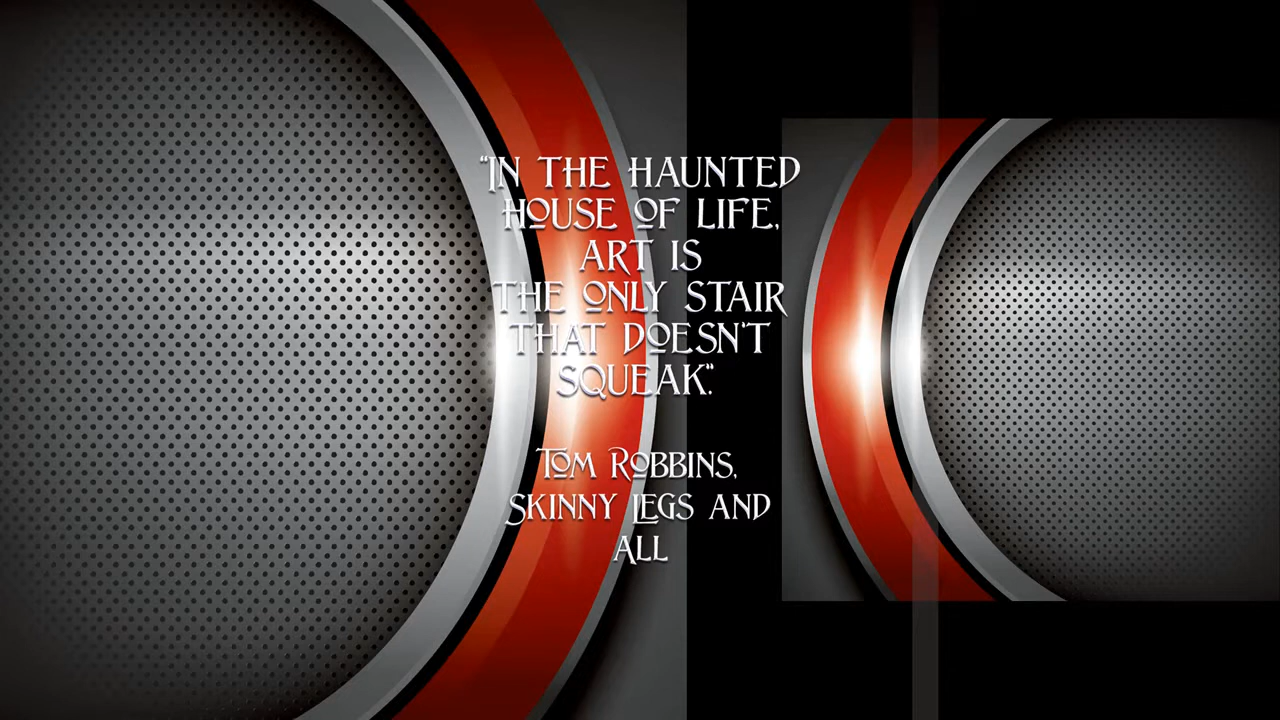 "IN THE HAUNTED
HOUSE OF LIFE,
ART IS
THE ONLY STAIR
THAT DOESN'T
SQUEAK."
TOM ROBBINS,
SKINNY LEGS AND
ALL